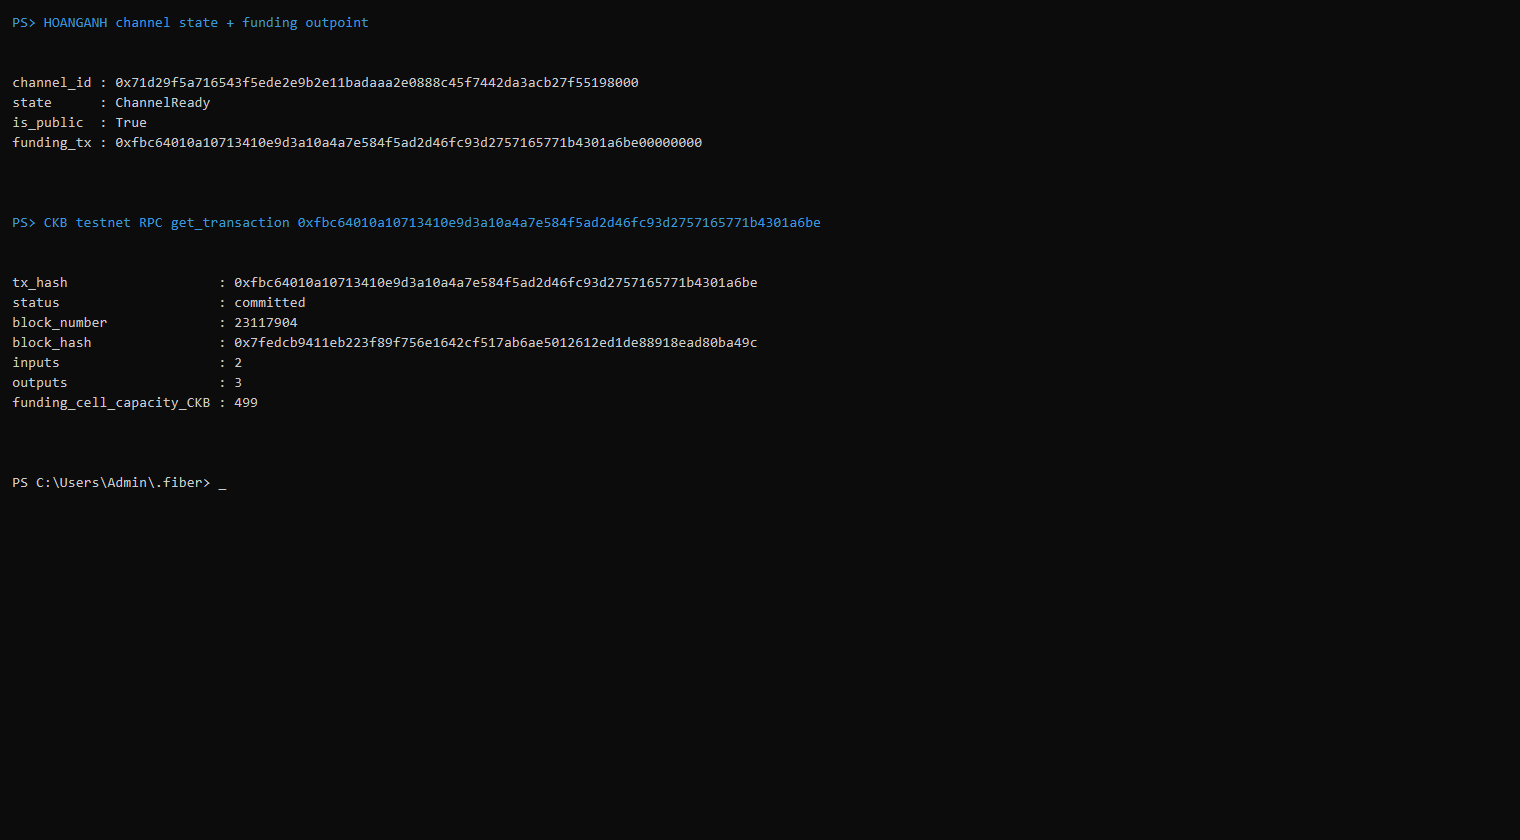 PS> HOANGANH channel state + funding outpoint
channel_id : 0x71d29f5a716543f5ede2e9b2e11badaaa2e0888c45f7442da3acb27f55198000
state      : ChannelReady
is_public  : True
funding_tx : 0xfbc64010a10713410e9d3a10a4a7e584f5ad2d46fc93d2757165771b4301a6be00000000
PS> CKB testnet RPC get_transaction 0xfbc64010a10713410e9d3a10a4a7e584f5ad2d46fc93d2757165771b4301a6be
tx_hash                   : 0xfbc64010a10713410e9d3a10a4a7e584f5ad2d46fc93d2757165771b4301a6be
status                    : committed
block_number              : 23117904
block_hash                : 0x7fedcb9411eb223f89f756e1642cf517ab6ae5012612ed1de88918ead80ba49c
inputs                    : 2
outputs                   : 3
funding_cell_capacity_CKB : 499
PS C:\Users\Admin\.fiber> _